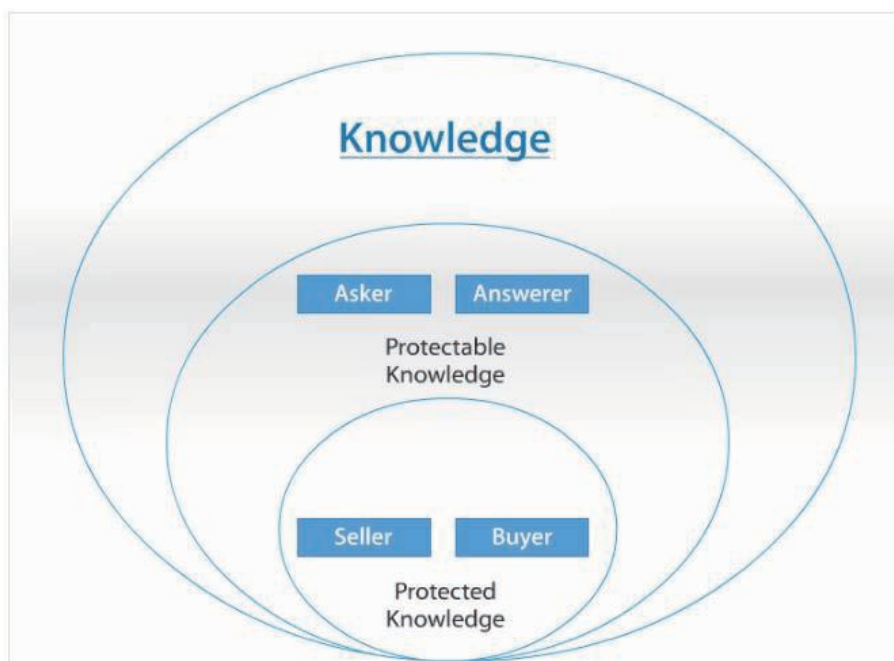 Knowledge
Asker Answerer
Protectable
Knowledge
Seller Buyer
Protected
Knowledge